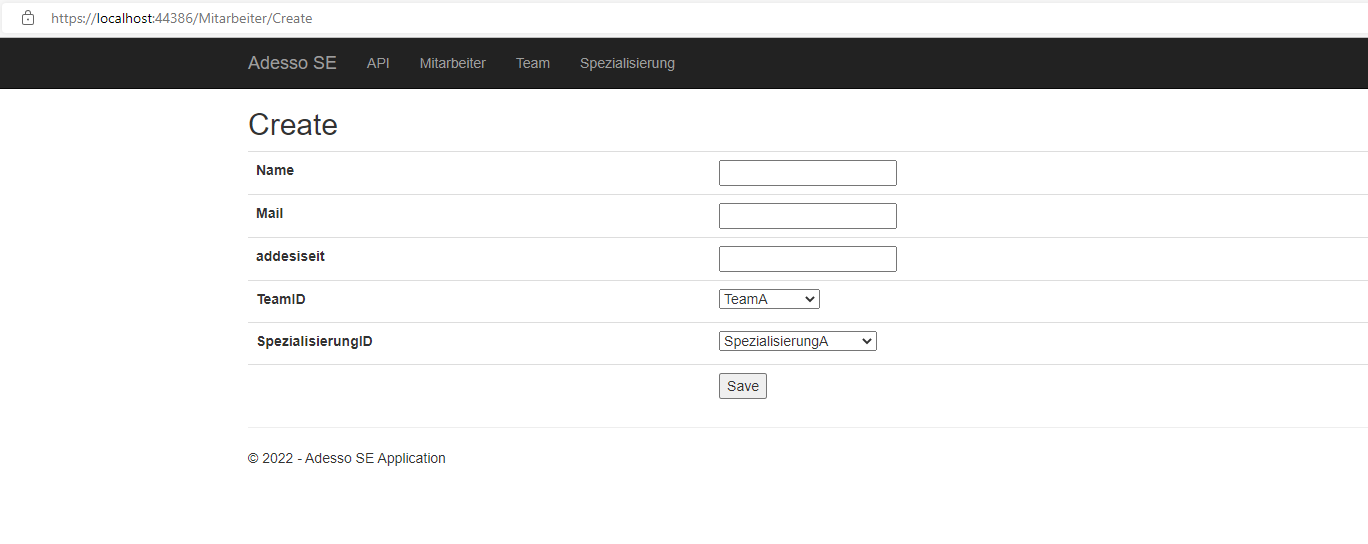 https://localhost:44386/Mitarbeiter/Create
Adesso SE API Mitarbeiter Team Spezialisierung
Create
Name
Mail
addesiseit
TeamID TeamA
SpezialisierungID SpezialisierungA
Save
© 2022 - Adesso SE Application